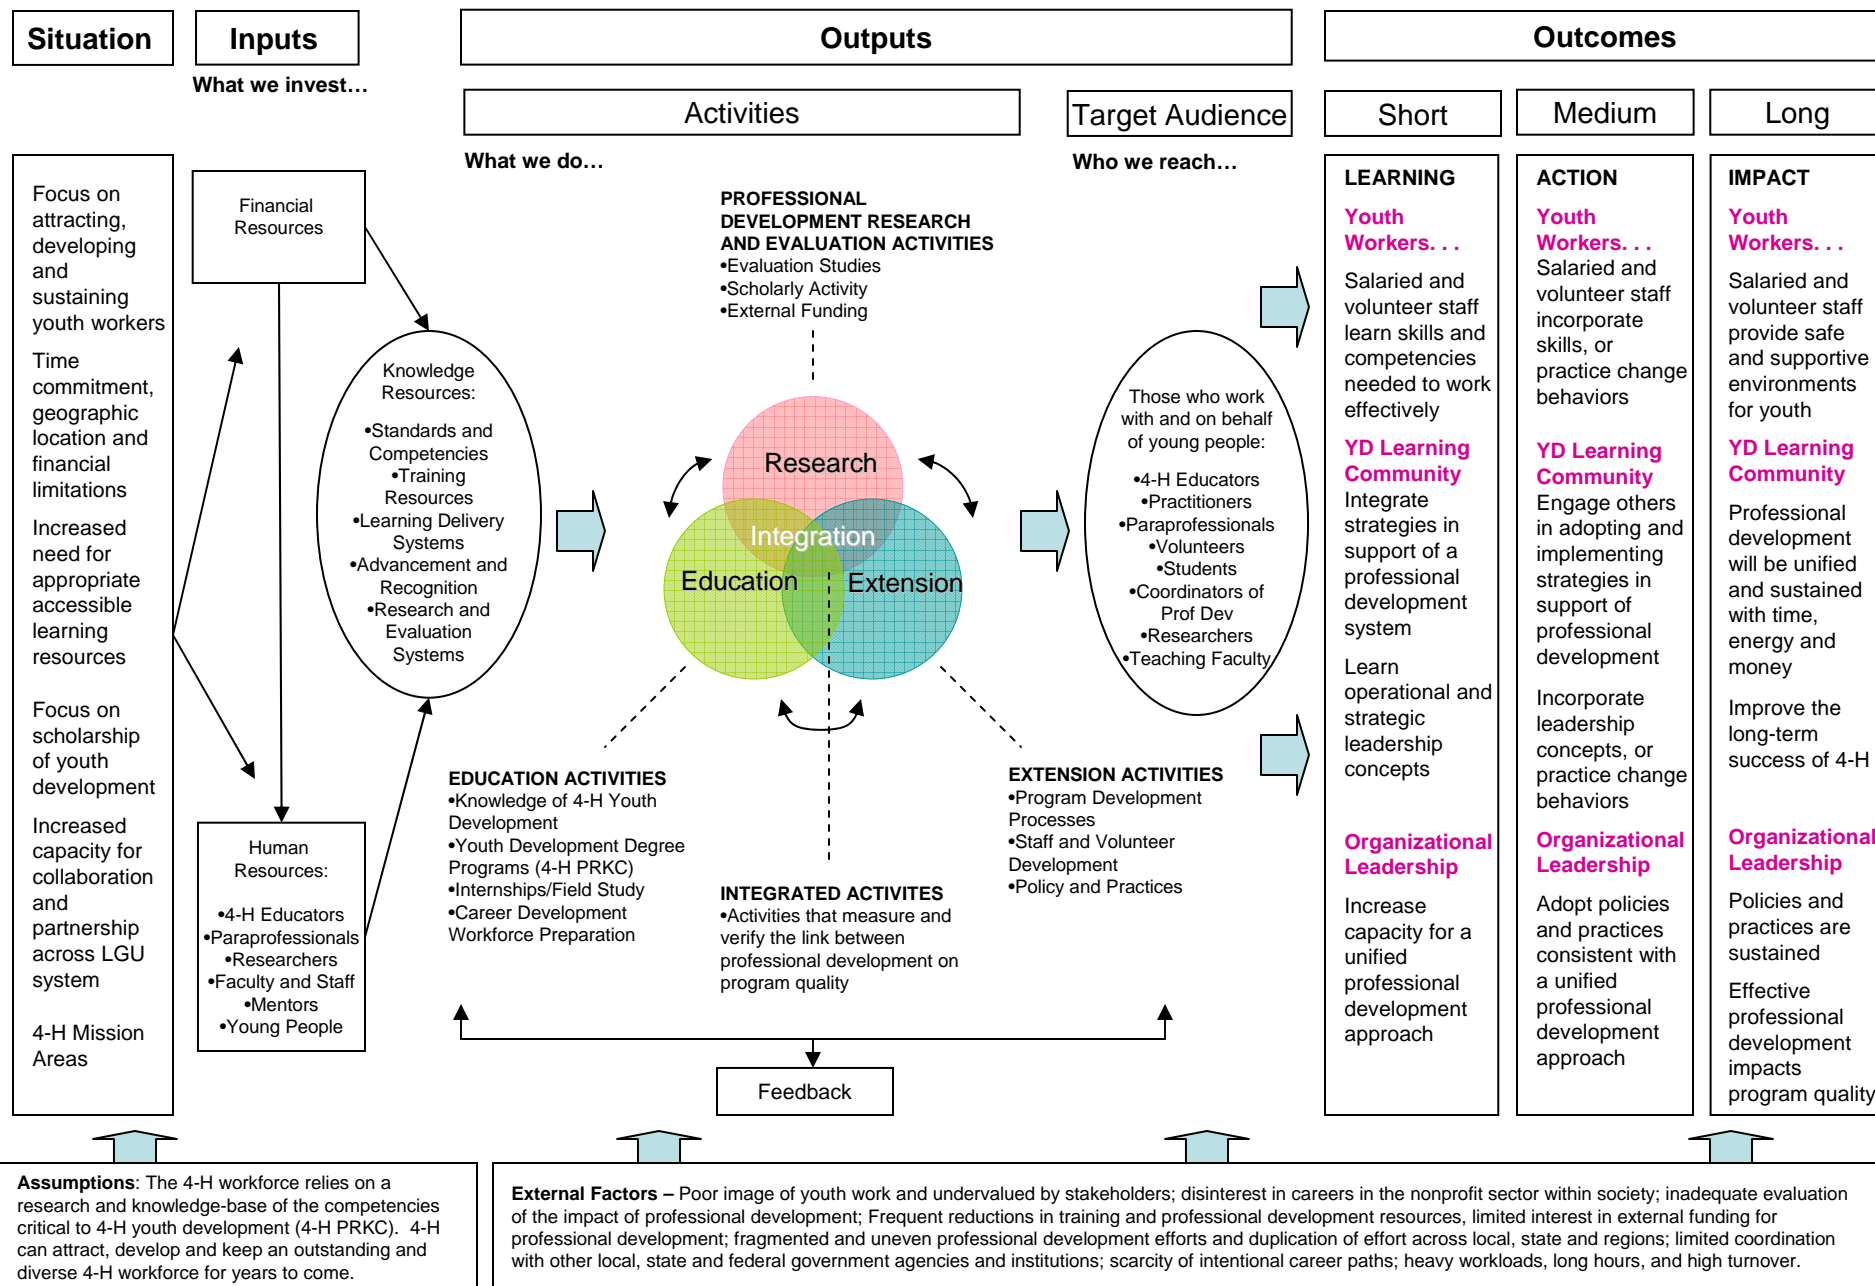 Situation
Inputs
Outputs
Outcomes
What we invest…
Activities
Target Audience
Short
Medium
Long
What we do…
Who we reach…
Focus on
attracting,
developing
and
sustaining
youth workers
Time
commitment,
geographic
location and
financial
limitations
Increased
need for
appropriate
accessible
learning
resources
Focus on
scholarship
of youth
development
Increased
capacity for
collaboration
and
partnership
across LGU
system
4-H Mission
Areas
Financial
Resources
Human
Resources:
•4-H Educators
•Paraprofessionals
•Researchers
•Faculty and Staff
•Mentors
•Young People
Knowledge
Resources:
•Standards and
Competencies
•Training
Resources
•Learning Delivery
Systems
•Advancement and
Recognition
•Research and
Evaluation
Systems
PROFESSIONAL
DEVELOPMENT RESEARCH
AND EVALUATION ACTIVITIES
•Evaluation Studies
•Scholarly Activity
•External Funding
Research
Integration
Education
Extension
EDUCATION ACTIVITIES
•Knowledge of 4-H Youth
Development
•Youth Development Degree
Programs (4-H PRKC)
•Internships/Field Study
•Career Development
Workforce Preparation
INTEGRATED ACTIVITES
•Activities that measure and
verify the link between
professional development on
program quality
EXTENSION ACTIVITIES
•Program Development
Processes
•Staff and Volunteer
Development
•Policy and Practices
Feedback
Those who work
with and on behalf
of young people:
•4-H Educators
•Practitioners
•Paraprofessionals
•Volunteers
•Students
•Coordinators of
Prof Dev
•Researchers
•Teaching Faculty
LEARNING
Youth
Workers. . .
Salaried and
volunteer staff
learn skills and
competencies
needed to work
effectively
YD Learning
Community
Integrate
strategies in
support of a
professional
development
system
Learn
operational and
strategic
leadership
concepts
Organizational
Leadership
Increase
capacity for a
unified
professional
development
approach
ACTION
Youth
Workers. . .
Salaried and
volunteer staff
incorporate
skills, or
practice change
behaviors
YD Learning
Community
Engage others
in adopting and
implementing
strategies in
support of
professional
development
Incorporate
leadership
concepts, or
practice change
behaviors
Organizational
Leadership
Adopt policies
and practices
consistent with
a unified
professional
development
approach
IMPACT
Youth
Workers. . .
Salaried and
volunteer staff
provide safe
and supportive
environments
for youth
YD Learning
Community
Professional
development
will be unified
and sustained
with time,
energy and
money
Improve the
long-term
success of 4-H
Organizational
Leadership
Policies and
practices are
sustained
Effective
professional
development
impacts
program quality
Assumptions: The 4-H workforce relies on a
research and knowledge-base of the competencies
critical to 4-H youth development (4-H PRKC). 4-H
can attract, develop and keep an outstanding and
diverse 4-H workforce for years to come.
External Factors – Poor image of youth work and undervalued by stakeholders; disinterest in careers in the nonprofit sector within society; inadequate evaluation
of the impact of professional development; Frequent reductions in training and professional development resources, limited interest in external funding for
professional development; fragmented and uneven professional development efforts and duplication of effort across local, state and regions; limited coordination
with other local, state and federal government agencies and institutions; scarcity of intentional career paths; heavy workloads, long hours, and high turnover.